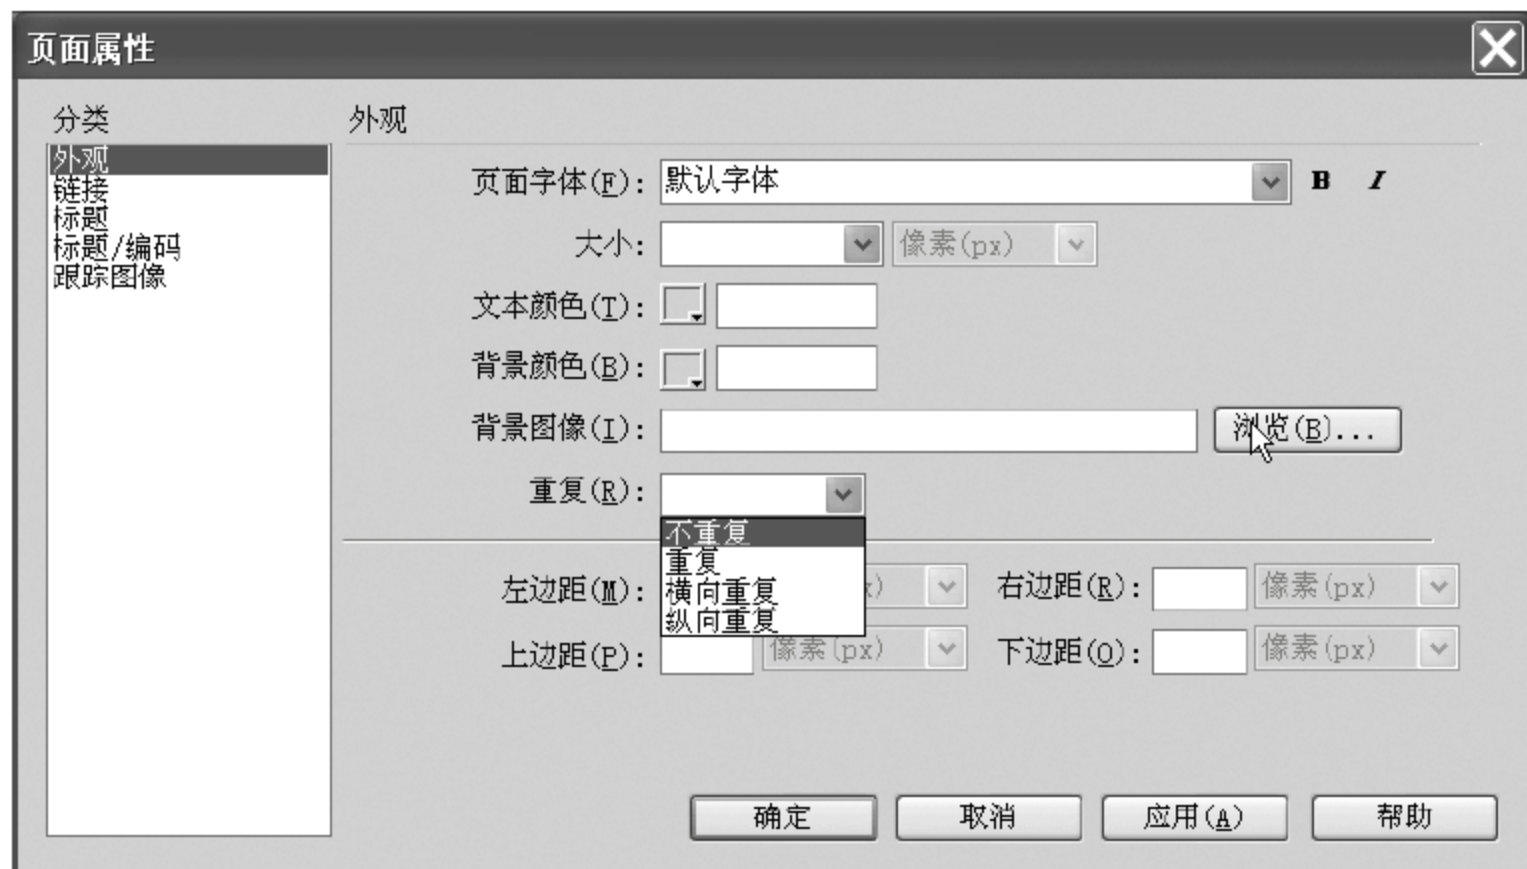 页面属性
分类
外观
链接
标题
标题/编码
跟踪图像
外观
页面字体(F): 默认字体 B I
大小: 像素(px)
文本颜色(T):
背景颜色(B):
背景图像(I): 浏览(B)...
重复(R):
不重复
重复
横向重复
纵向重复
左边距(M): x) 右边距(R): 像素(px)
上边距(P): 像素(px) 下边距(O): 像素(px)
确定 取消 应用(A) 帮助